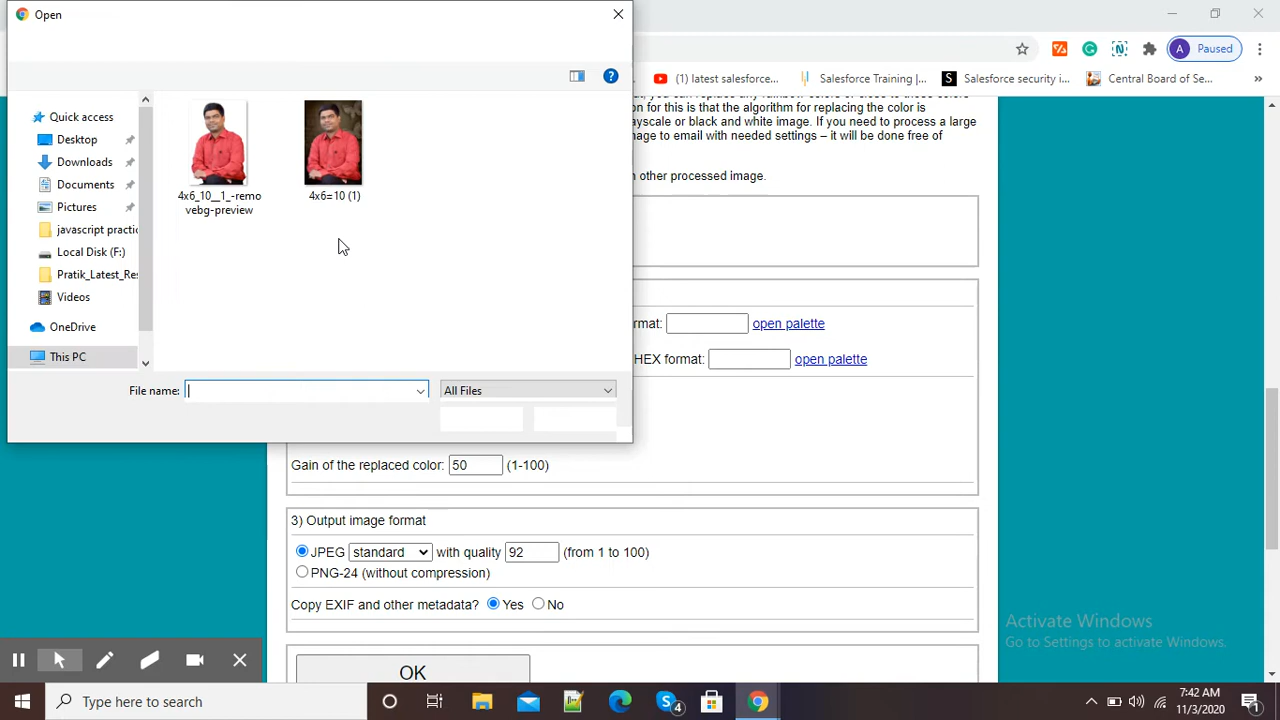 Open
A Paused
(1) latest salesforce...
Salesforce Training |...
S Salesforce security i...
Central Board of Se...
»
on for this is that the algorithm for replacing the color is
ayscale or black and white image. If you need to process a large
nage to email with needed settings – it will be done free of
n other processed image.
Quick access
Desktop
Downloads
Documents
Pictures
javascript practic
Local Disk (F:)
Pratik_Latest_Res
Videos
OneDrive
This PC
4x6_10__1_-remo
vebg-preview
4x6=10 (1)
File name:
All Files
rmat: open palette
HEX format: open palette
Gain of the replaced color: 50 (1-100)
3) Output image format
JPEG standard with quality 92 (from 1 to 100)
PNG-24 (without compression)
Copy EXIF and other metadata? Yes No
OK
Activate Windows
Go to Settings to activate Windows.
Type here to search
4
7:42 AM
11/3/2020
1